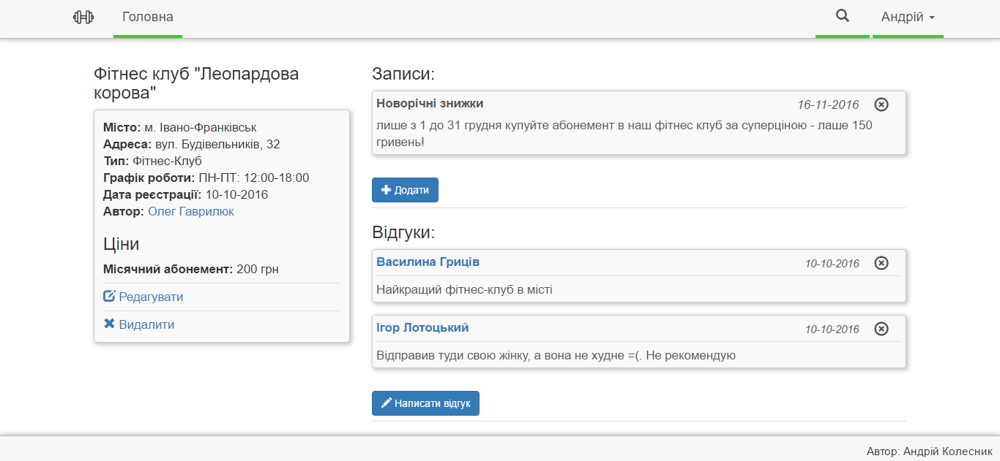 Головна
Андрій
Фітнес клуб "Леопардова
корова"
Місто: м. Івано-Франківськ
Адреса: вул. Будівельників, 32
Тип: Фітнес-Клуб
Графік роботи: ПН-ПТ: 12:00-18:00
Дата реєстрації: 10-10-2016
Автор: Олег Гаврилюк
Ціни
Місячний абонемент: 200 грн
Редагувати
Видалити
Записи:
Новорічні знижки 16-11-2016
лише з 1 до 31 грудня купуйте абонемент в наш фітнес клуб за суперціною - лаше 150
гривень!
Додати
Відгуки:
Василина Гриців 10-10-2016
Найкращий фітнес-клуб в місті
Ігор Лотоцький 10-10-2016
Відправив туди свою жінку, а вона не худне =(. Не рекомендую
Написати відгук
Автор: Андрій Колесник